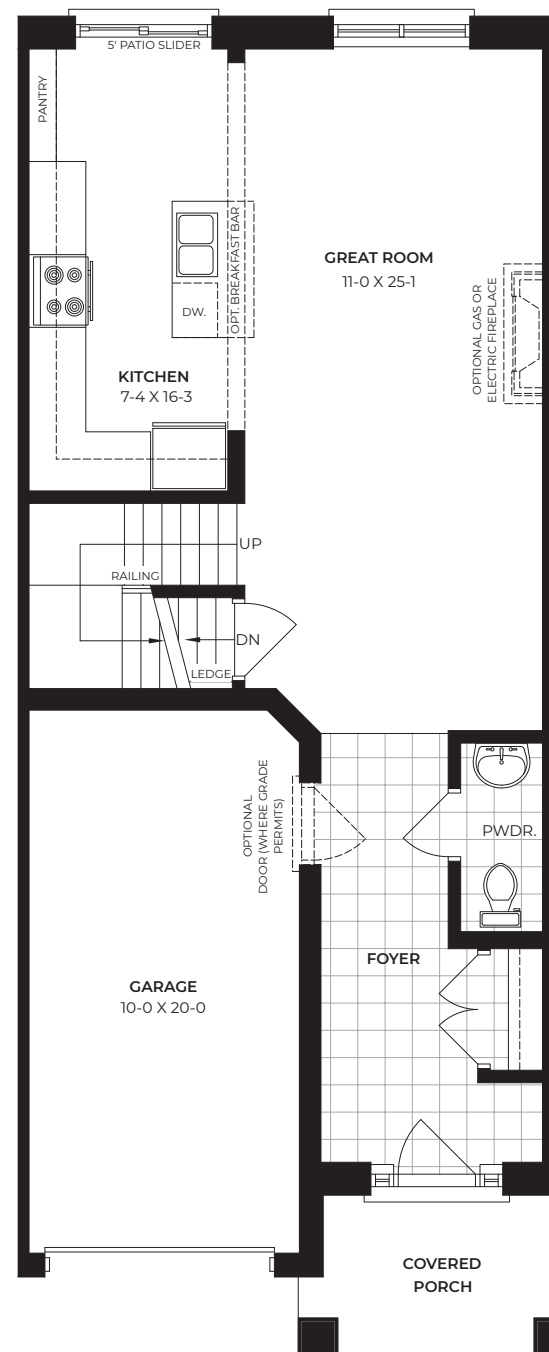 5' PATIO SLIDER
PANTRY
OPT. BREAKFAST BAR
DW.
GREAT ROOM
11-0 X 25-1
OPTIONAL GAS OR
ELECTRIC FIREPLACE
KITCHEN
7-4 X 16-3
UP
RAILING
DN
LEDGE
OPTIONAL
DOOR (WHERE GRADE
PERMITS)
PWDR.
FOYER
GARAGE
10-0 X 20-0
COVERED
PORCH